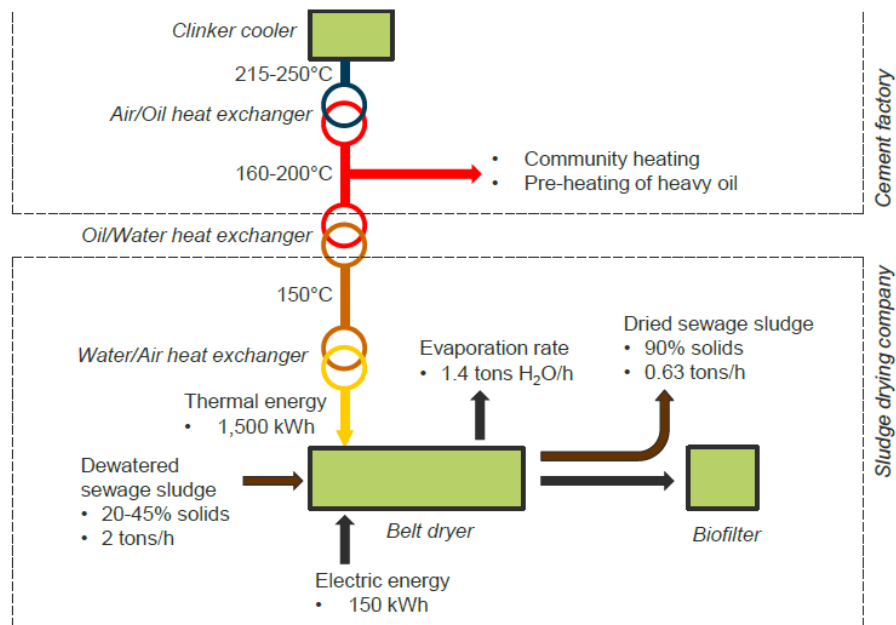 Clinker cooler
215-250°C
Air/Oil heat exchanger
160-200°C
• Community heating
• Pre-heating of heavy oil
Cement factory
Oil/Water heat exchanger
150°C
Water/Air heat exchanger
Thermal energy
• 1,500 kWh
Evaporation rate
• 1.4 tons H₂O/h
Dried sewage sludge
• 90% solids
• 0.63 tons/h
Dewatered
sewage sludge
• 20-45% solids
• 2 tons/h
Belt dryer
Biofilter
Electric energy
• 150 kWh
Sludge drying company